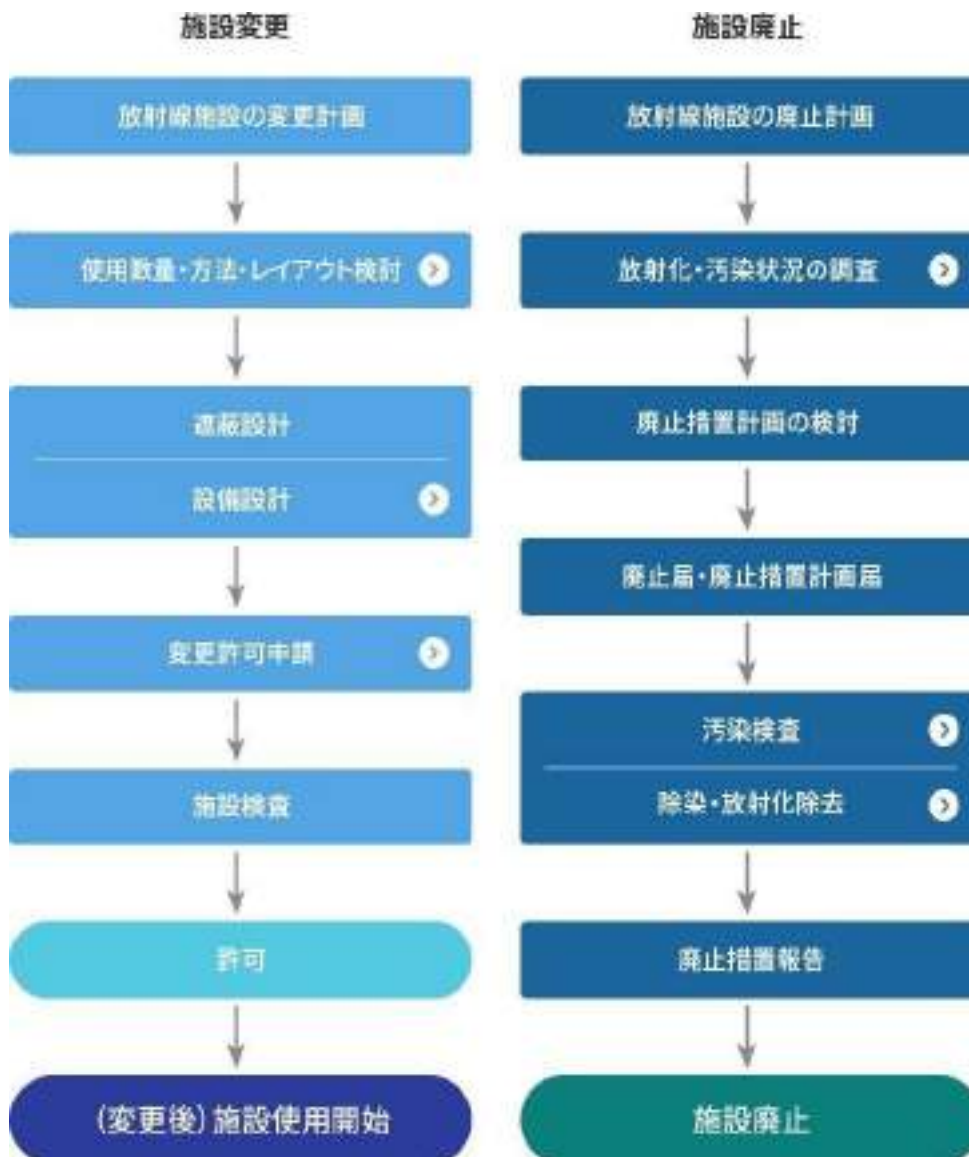 施設変更
放射線施設の変更計画
使用数量・方法・レイアウト検討
遮蔽設計
設備設計
変更許可申請
施設検査
許可
(変更後)施設使用開始
施設廃止
放射線施設の廃止計画
放射化・汚染状況の調査
廃止措置計画の検討
廃止届・廃止措置計画届
汚染検査
除染・放射化除去
廃止措置報告
施設廃止